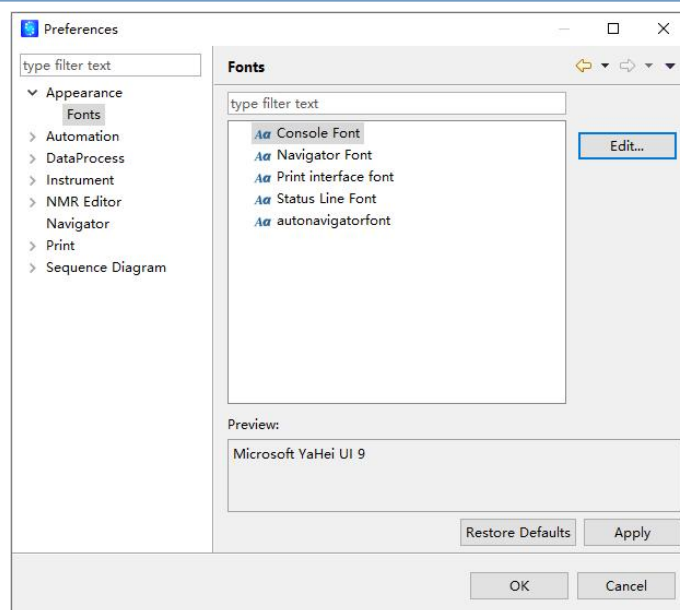 Preferences
type filter text
Appearance
Fonts
Automation
DataProcess
Instrument
NMR Editor
Navigator
Print
Sequence Diagram
Fonts
type filter text
Aa Console Font
Aa Navigator Font
Aa Print interface font
Aa Status Line Font
Aa autonavigatorfont
Edit...
Preview:
Microsoft YaHei UI 9
Restore Defaults
Apply
OK
Cancel